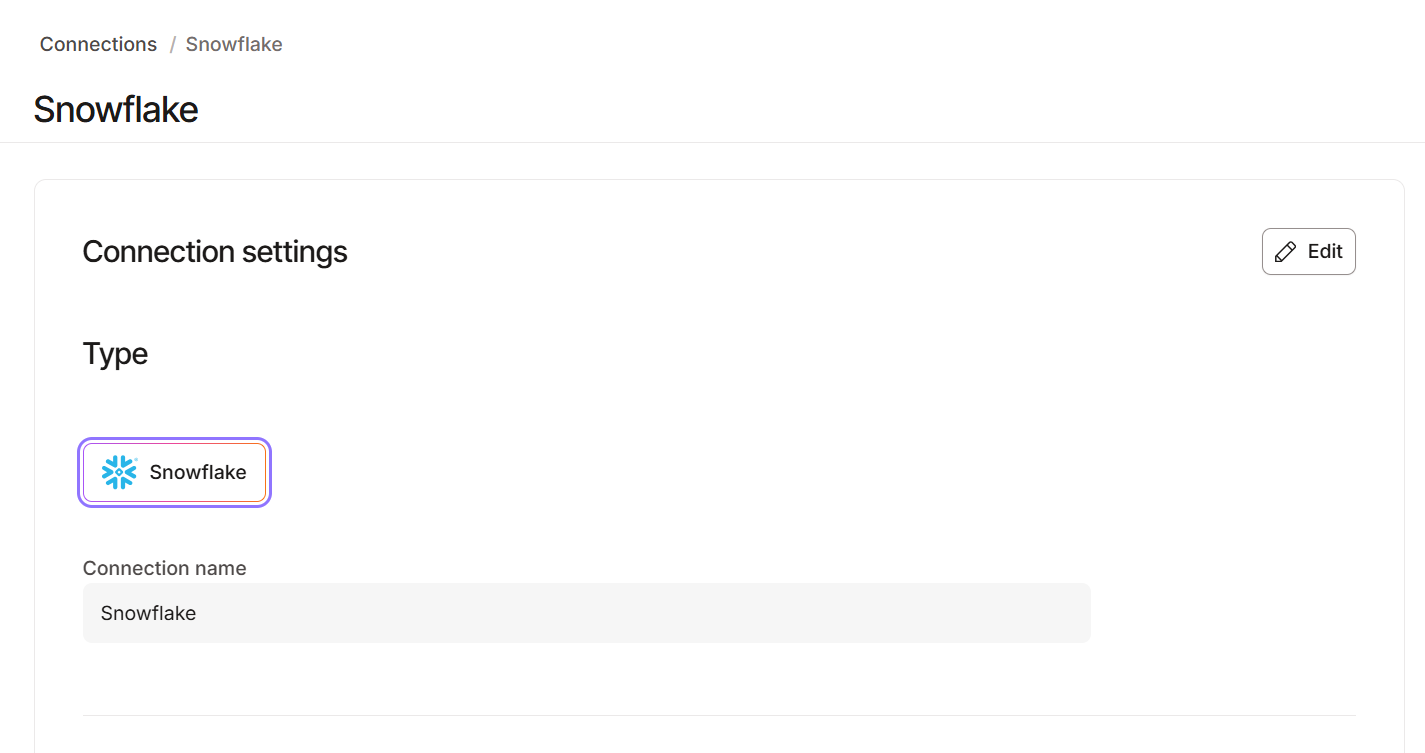 Connections / Snowflake
Snowflake
Connection settings
Edit
Type
Snowflake
Connection name
Snowflake